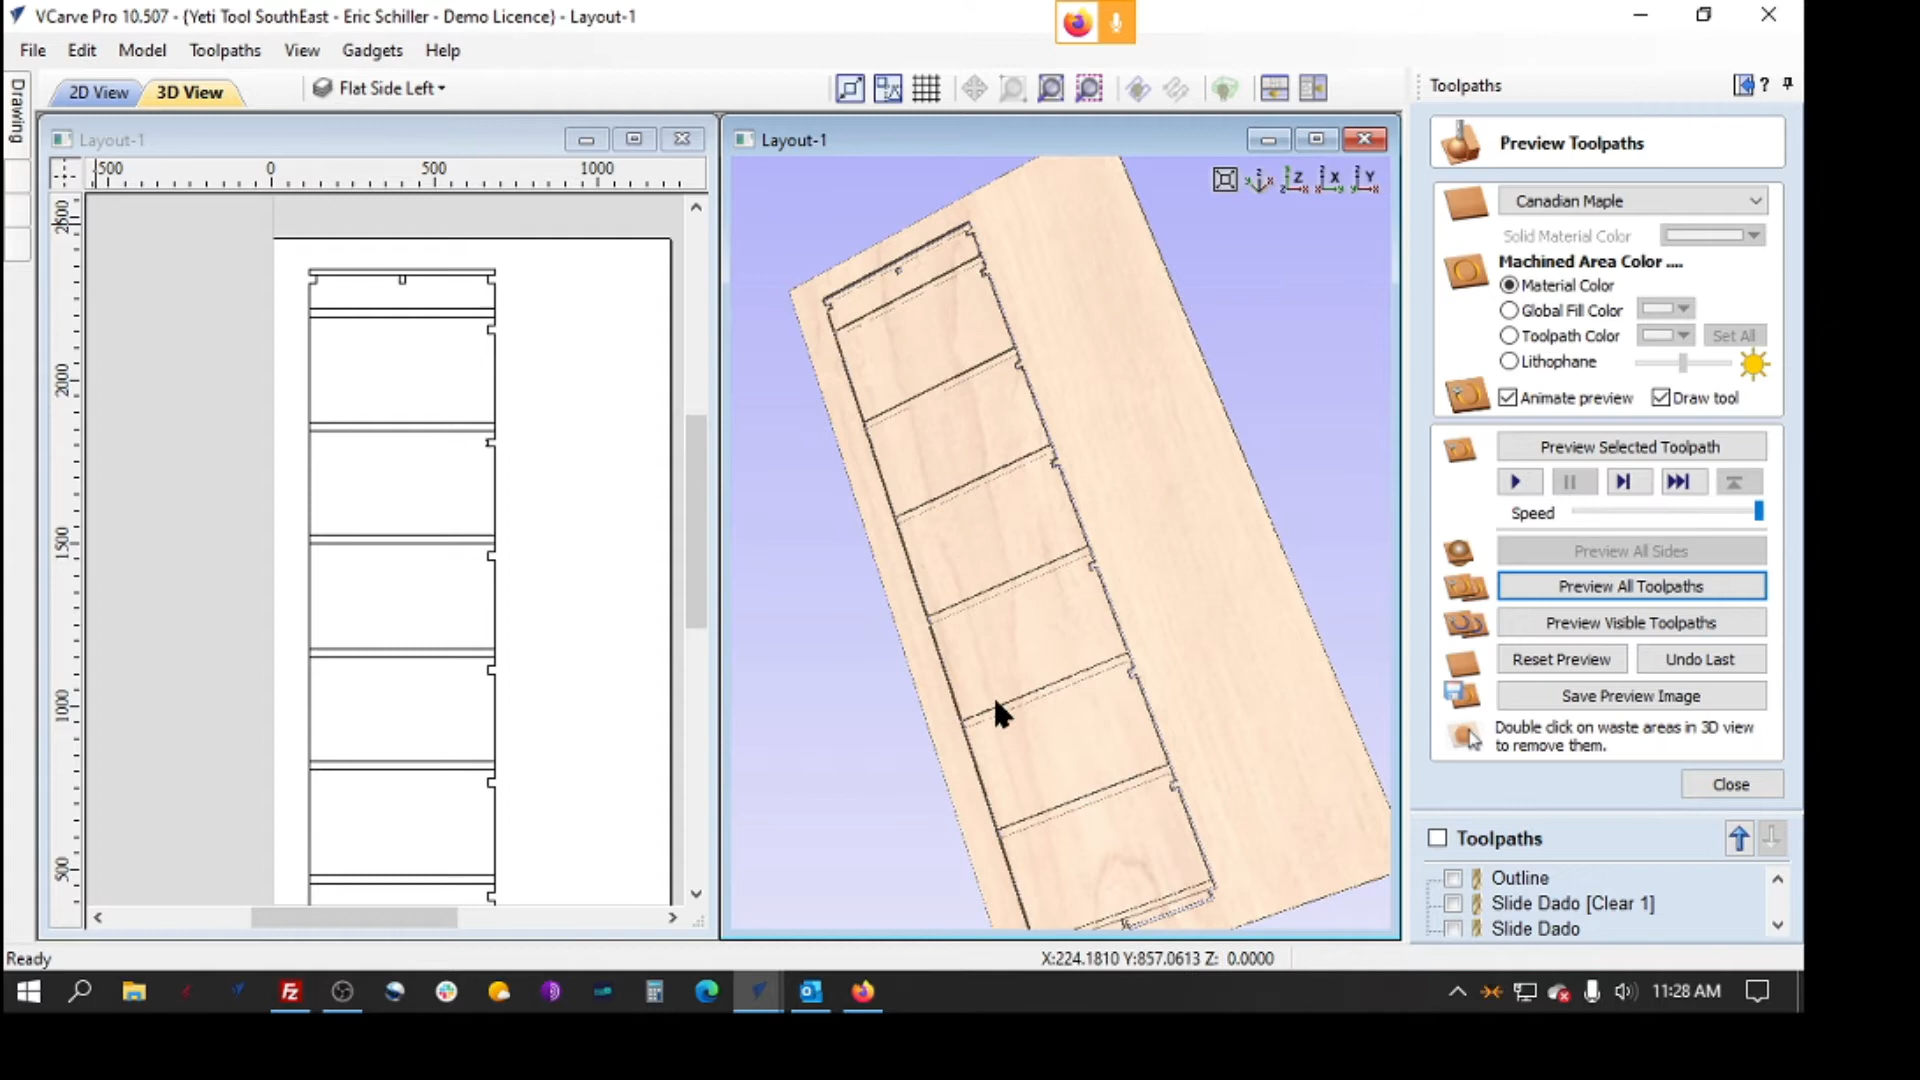 VCarve Pro 10.507 - {Yeti Tool SouthEast - Eric Schiller - Demo Licence} - Layout-1
File Edit Model Toolpaths View Gadgets Help
Drawing
2D View 3D View Flat Side Left
Layout-1
500 0 500 1000
2500
2000
1500
1000
500
Layout-1
Z X Y
Toolpaths ?
Preview Toolpaths
Canadian Maple
Solid Material Color
Machined Area Color ....
Material Color
Global Fill Color
Toolpath Color Set All
Lithophane
Animate preview Draw tool
Preview Selected Toolpath
Speed
Preview All Sides
Preview All Toolpaths
Preview Visible Toolpaths
Reset Preview Undo Last
Save Preview Image
Double click on waste areas in 3D view
to remove them.
Close
Toolpaths
Outline
Slide Dado [Clear 1]
Slide Dado
Ready
X:224.1810 Y:857.0613 Z: 0.0000
11:28 AM